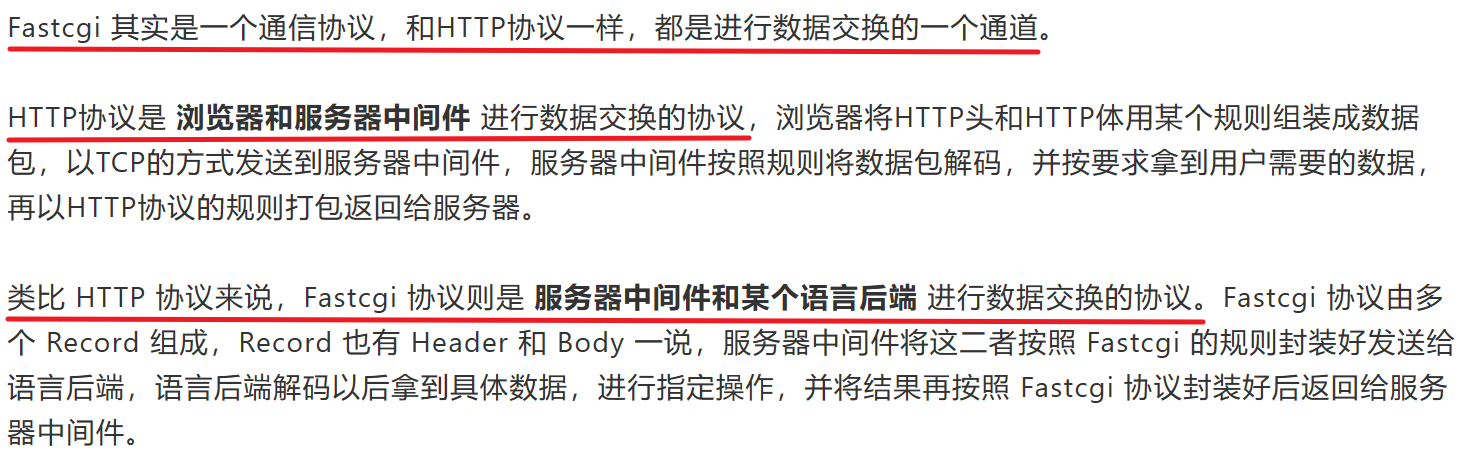 Fastcgi 其实是一个通信协议，和HTTP协议一样，都是进行数据交换的一个通道。
HTTP协议是 浏览器和服务器中间件 进行数据交换的协议，浏览器将HTTP头和HTTP体用某个规则组装成数据
包，以TCP的方式发送到服务器中间件，服务器中间件按照规则将数据包解码，并按要求拿到用户需要的数据，
再以HTTP协议的规则打包返回给服务器。
类比 HTTP 协议来说，Fastcgi 协议则是 服务器中间件和某个语言后端 进行数据交换的协议。Fastcgi 协议由多
个 Record 组成，Record 也有 Header 和 Body 一说，服务器中间件将这二者按照 Fastcgi 的规则封装好发送给
语言后端，语言后端解码以后拿到具体数据，进行指定操作，并将结果再按照 Fastcgi 协议封装好后返回给服务
器中间件。